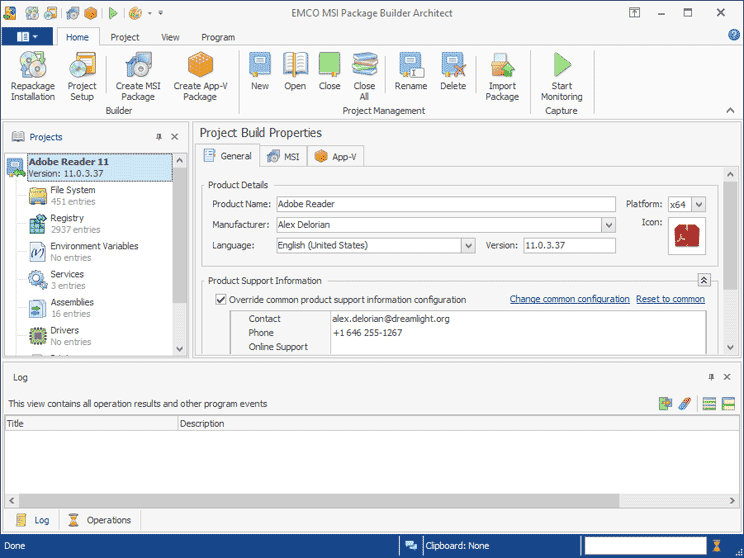 EMCO MSI Package Builder Architect
Home
Project
View
Program
Repackage Installation
Project Setup
Create MSI Package
Create App-V Package
New
Open
Close
Close All
Rename
Delete
Import Package
Start Monitoring
Builder
Project Management
Capture
Projects
Adobe Reader 11
Version: 11.0.3.37
File System
451 entries
Registry
2937 entries
Environment Variables
No entries
Services
3 entries
Assemblies
16 entries
Drivers
No entries
Project Build Properties
General
MSI
App-V
Product Details
Product Name: Adobe Reader
Platform: x64
Manufacturer: Alex Delorian
Icon:
Language: English (United States)
Version: 11.0.3.37
Product Support Information
Override common product support information configuration
Change common configuration
Reset to common
Contact alex.delorian@dreamlight.org
Phone +1 646 255-1267
Online Support
Log
This view contains all operation results and other program events
Title
Description
Log
Operations
Done
Clipboard: None